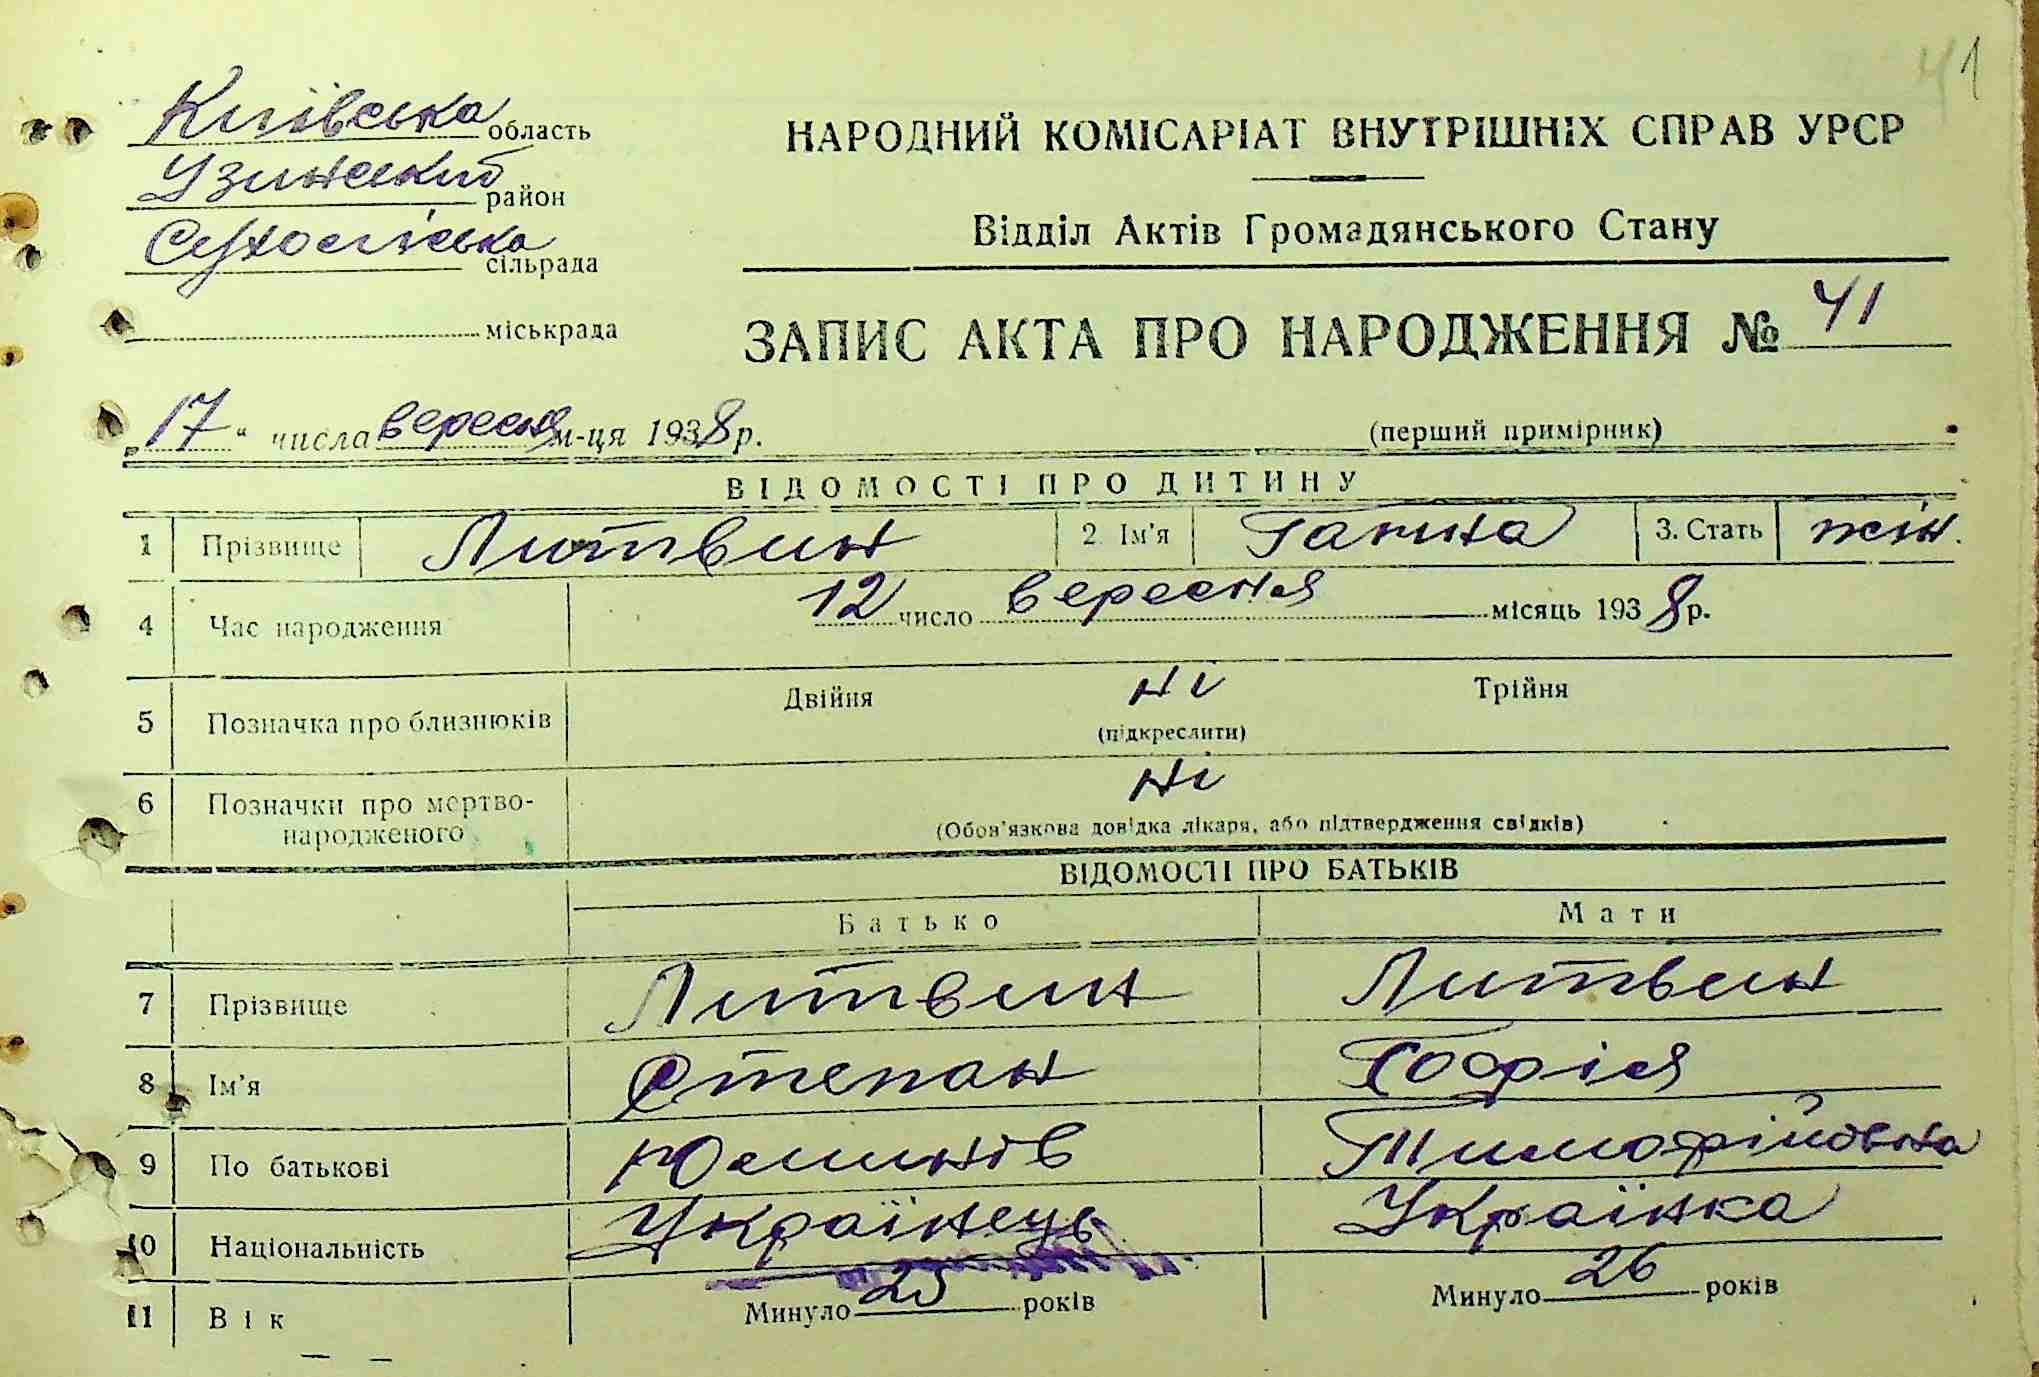 41
Київська область
Узинський район
Сухоліська сільрада
міськрада
НАРОДНИЙ КОМІСАРІАТ ВНУТРІШНІХ СПРАВ УРСР
Відділ Актів Громадянського Стану
ЗАПИС АКТА ПРО НАРОДЖЕННЯ № 41
„17“ числа вересня м-ця 1938 р.
(перший примірник)
ВІДОМОСТІ ПРО ДИТИНУ
1 Прізвище Литвин 2. Ім'я Ганна 3. Стать жін.
4 Час народження 12 число вересня місяць 1938 р.
5 Позначка про близнюків Двійня ні Трійня
(підкреслити)
6 Позначки про мертво-
народженого ні
(Обов'язкова довідка лікаря, або підтвердження свідків)
ВІДОМОСТІ ПРО БАТЬКІВ
Батько Мати
7 Прізвище Литвин Литвин
8 Ім'я Степан Софія
9 По батькові Тимофіївна
10 Національність Українець Українка
11 Вік Минуло 25 років Минуло 26 років